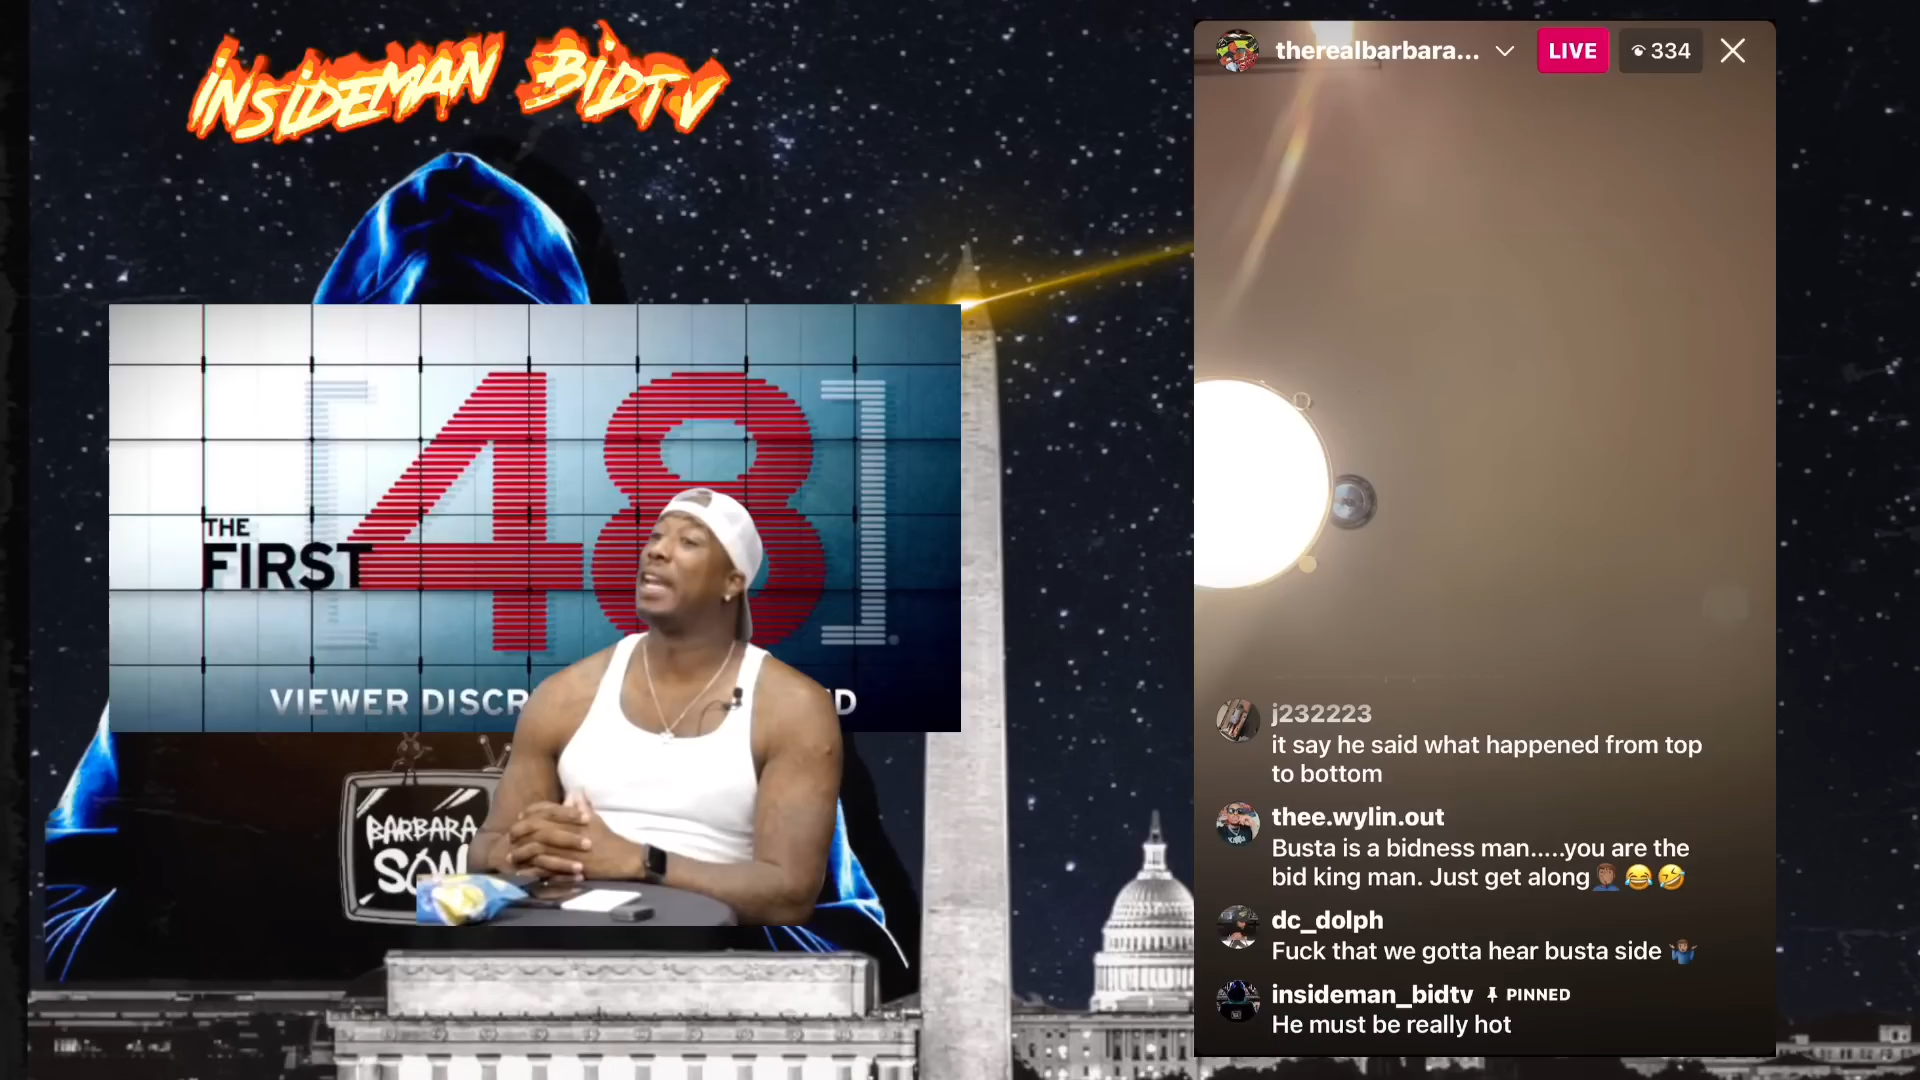 INSIDEMAN BIDTV
[48]
THE
FIRST
VIEWER DISCR
D
BARBARA
SON
therealbarbara...
LIVE
334
j232223
it say he said what happened from top
to bottom
thee.wylin.out
Busta is a bidness man.....you are the
bid king man. Just get along🤦🏾‍♂️😂🤣
dc_dolph
Fuck that we gotta hear busta side 🤷🏾‍♂️
insideman_bidtv PINNED
He must be really hot